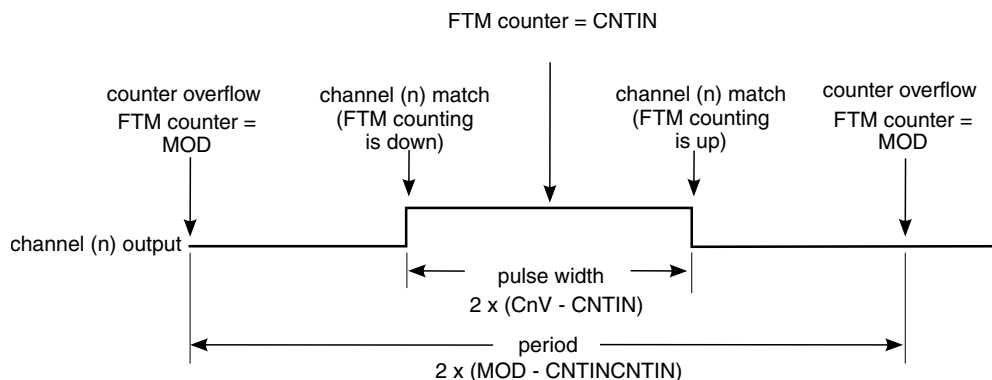 FTM counter = CNTIN
counter overflow
FTM counter =
MOD
channel (n) match
(FTM counting
is down)
channel (n) match
(FTM counting
is up)
counter overflow
FTM counter =
MOD
channel (n) output
pulse width
2 x (CnV - CNTIN)
period
2 x (MOD - CNTINCNTIN)